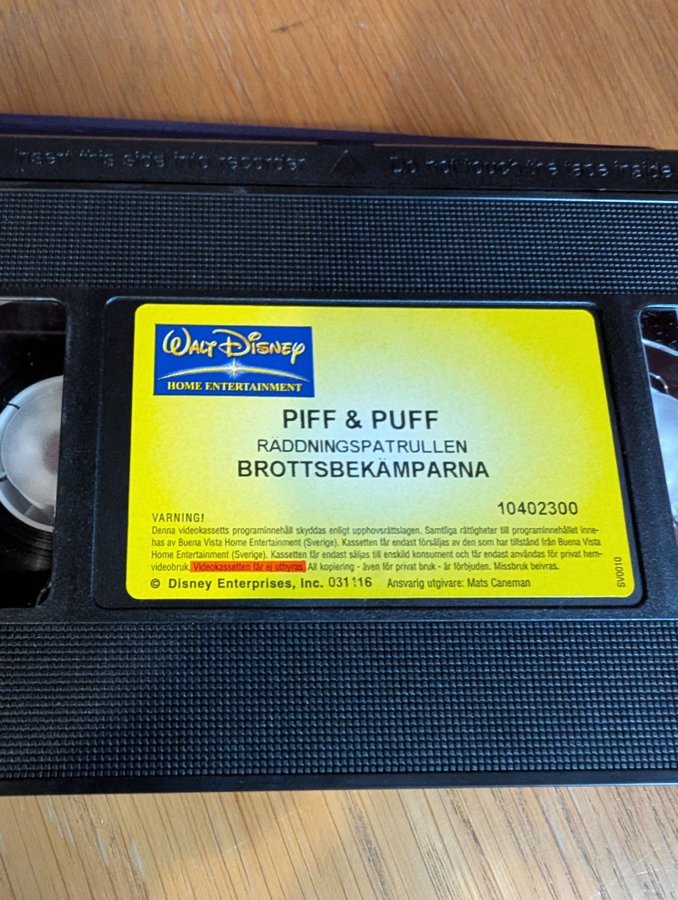 Insert this side into recorder Do not touch the tape inside
WALT DISNEY
HOME ENTERTAINMENT
PIFF & PUFF
RÄDDNINGSPATRULLEN
BROTTSBEKÄMPARNA
10402300
VARNING!
Denna videokassetts programinnehåll skyddas enligt upphovsrättslagen. Samtliga rättigheter till programinnehållet inne-
has av Buena Vista Home Entertainment (Sverige). Kassetten får endast försäljas av den som har tillstånd från Buena Vista
Home Entertainment (Sverige). Kassetten får endast säljas till enskild konsument och får endast användas för privat hem-
videobruk. Videokassetten får ej uthyras. All kopiering - även för privat bruk - är förbjuden. Missbruk beivras.
© Disney Enterprises, Inc. 031116 Ansvarig utgivare: Mats Caneman
SV0010